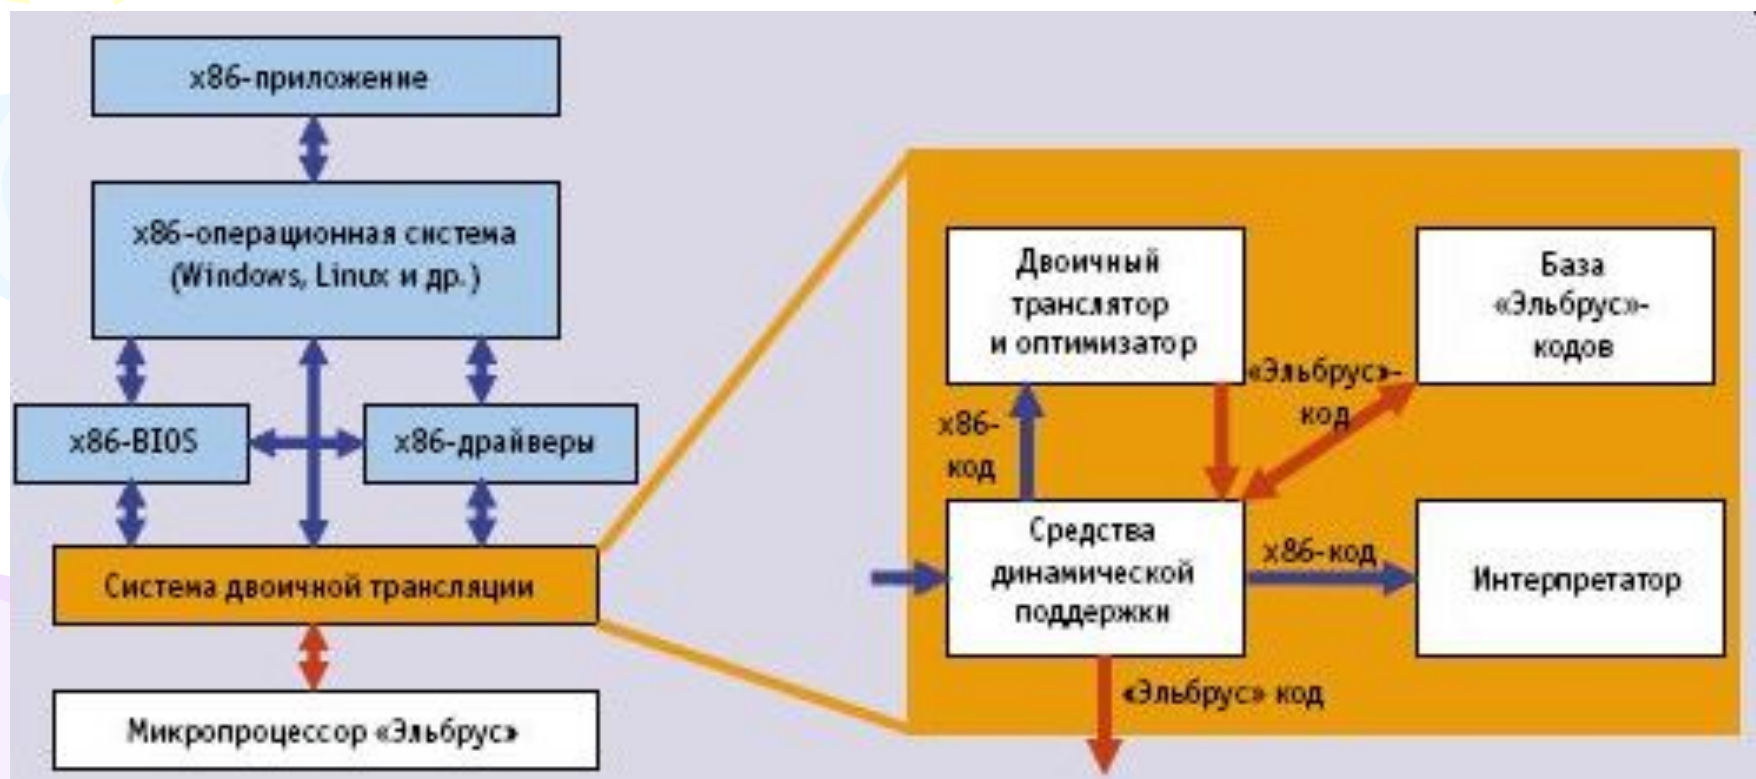 x86-приложение
x86-операционная система
(Windows, Linux и др.)
x86-BIOS
x86-драйверы
Система двоичной трансляции
Микропроцессор «Эльбрус»
Двоичный
транслятор
и оптимизатор
База
«Эльбрус»-
кодов
«Эльбрус»-
код
x86-
код
Средства
динамической
поддержки
x86-код
Интерпретатор
«Эльбрус» код